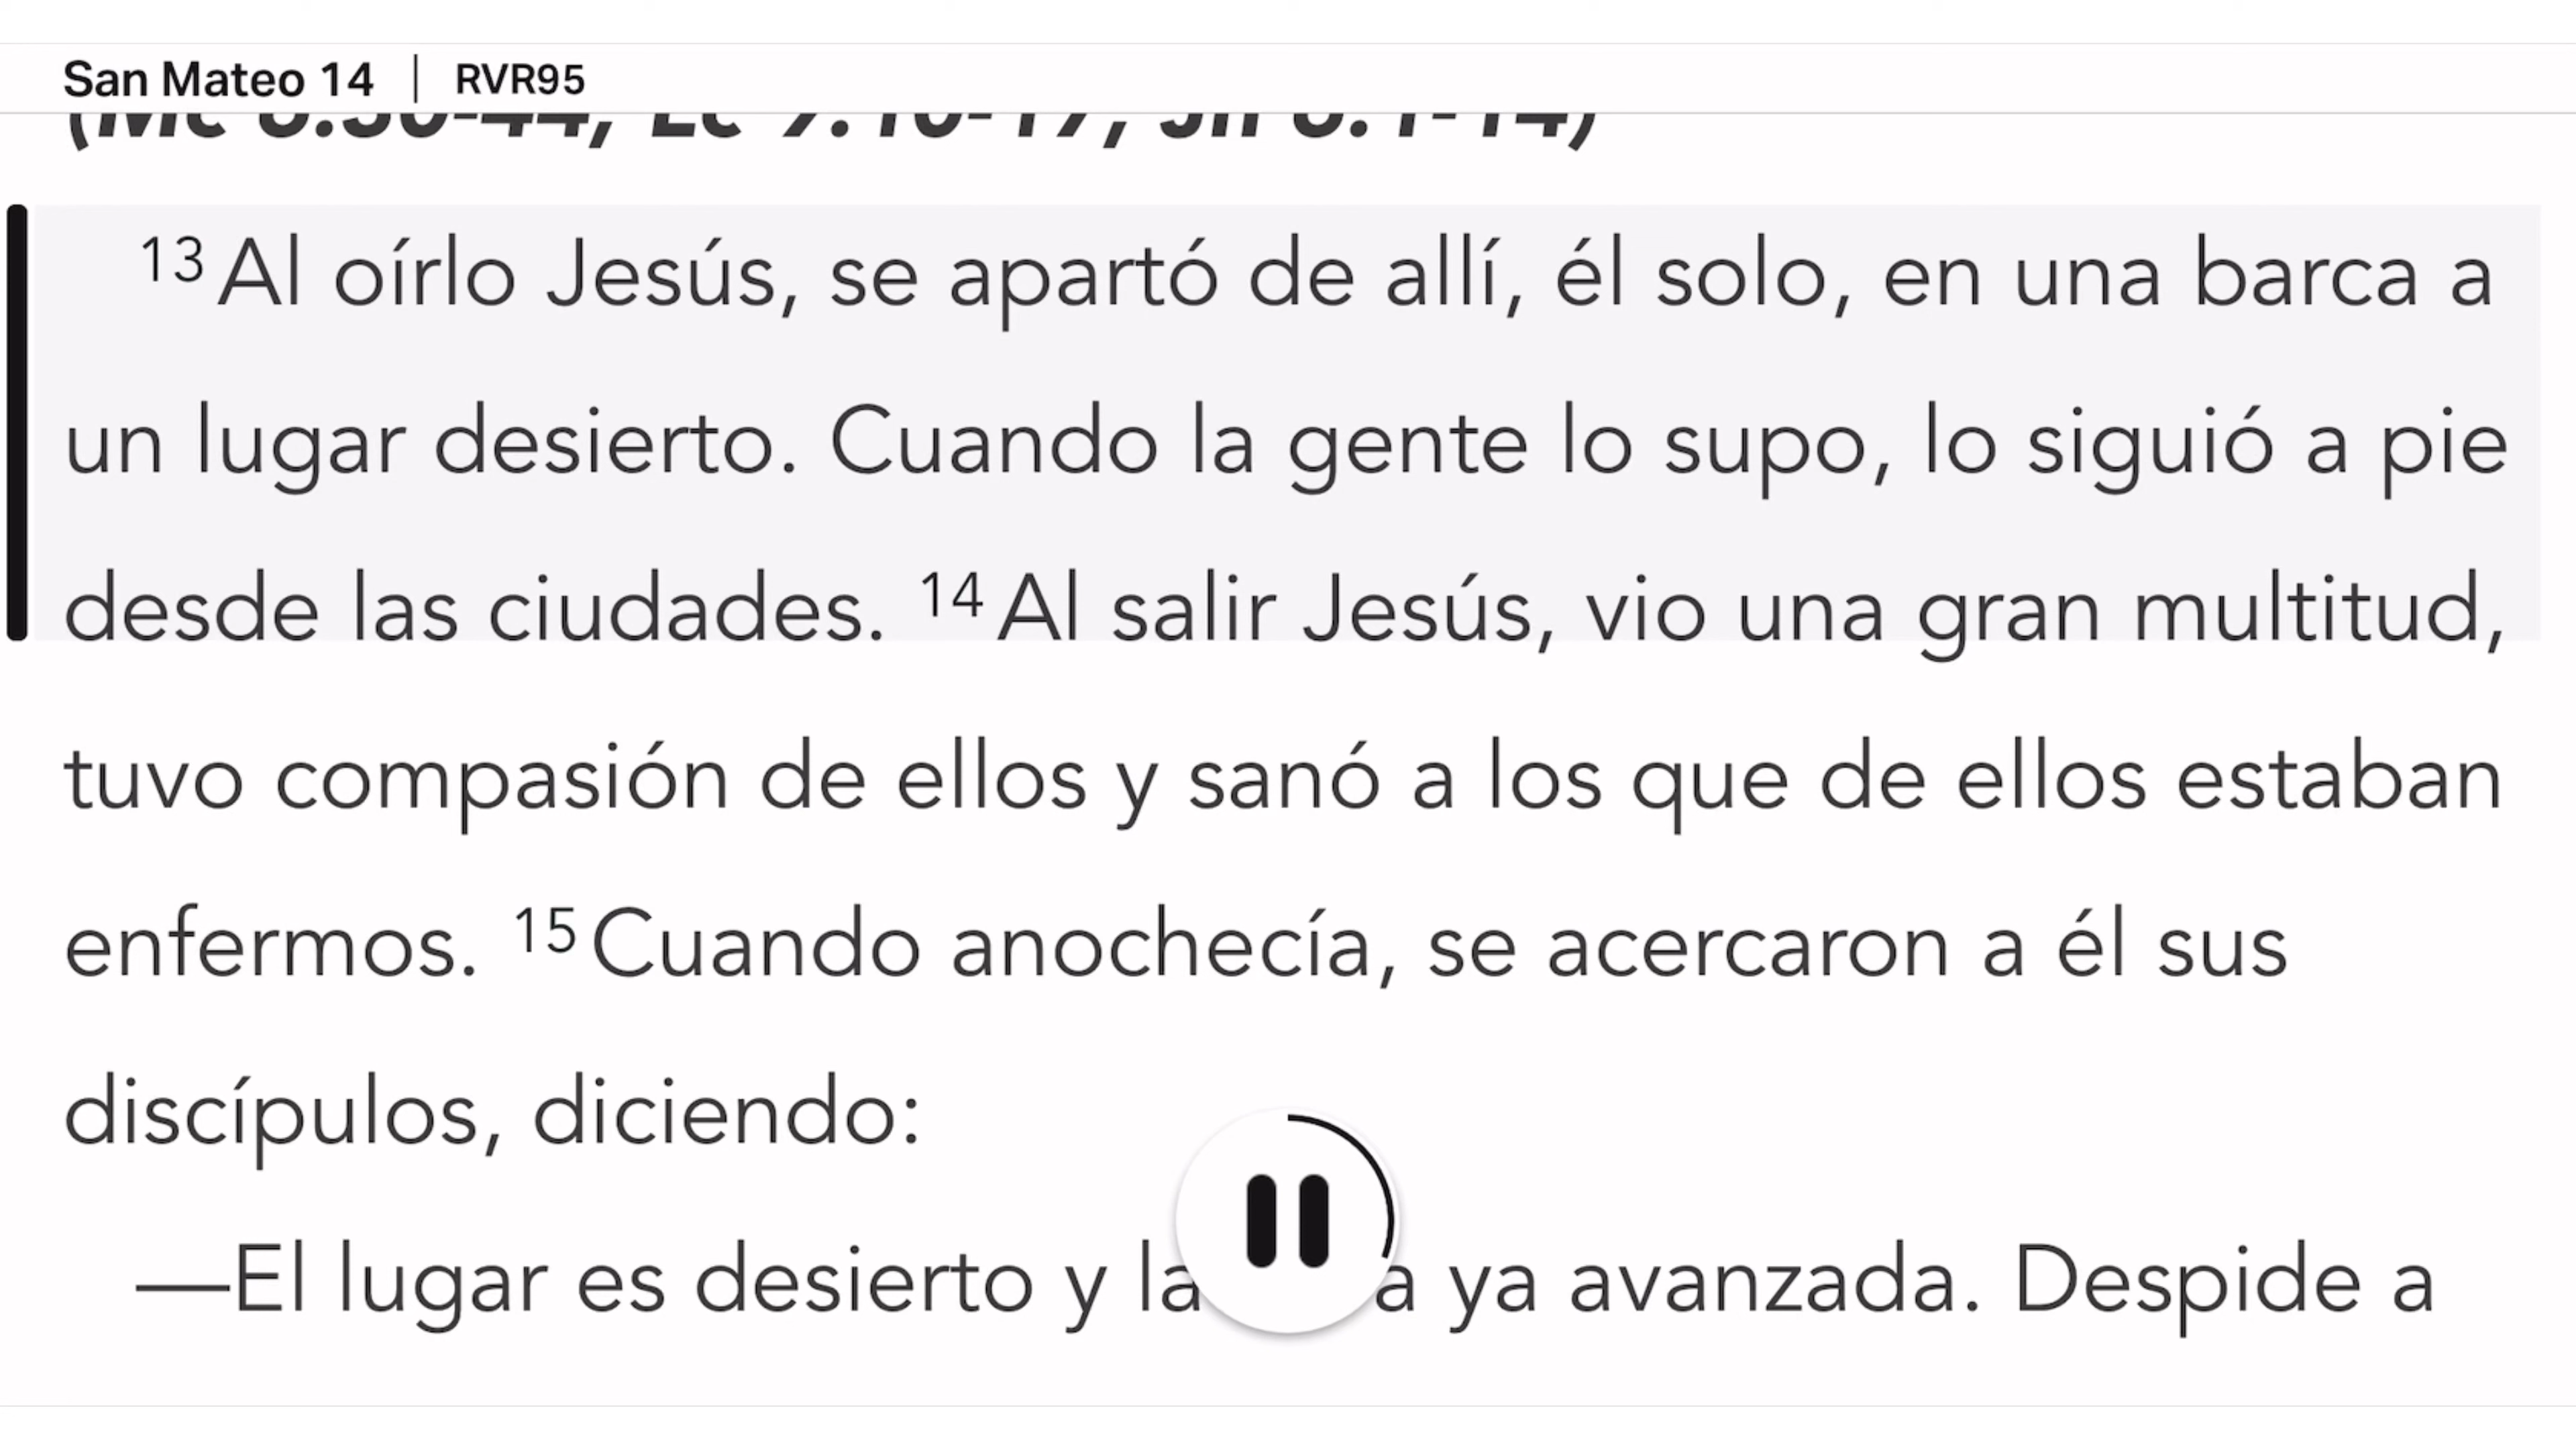 San Mateo 14 | RVR95
13 Al oírlo Jesús, se apartó de allí, él solo, en una barca a
un lugar desierto. Cuando la gente lo supo, lo siguió a pie
desde las ciudades. 14 Al salir Jesús, vio una gran multitud,
tuvo compasión de ellos y sanó a los que de ellos estaban
enfermos. 15 Cuando anochecía, se acercaron a él sus
discípulos, diciendo:
—El lugar es desierto y la ya avanzada. Despide a